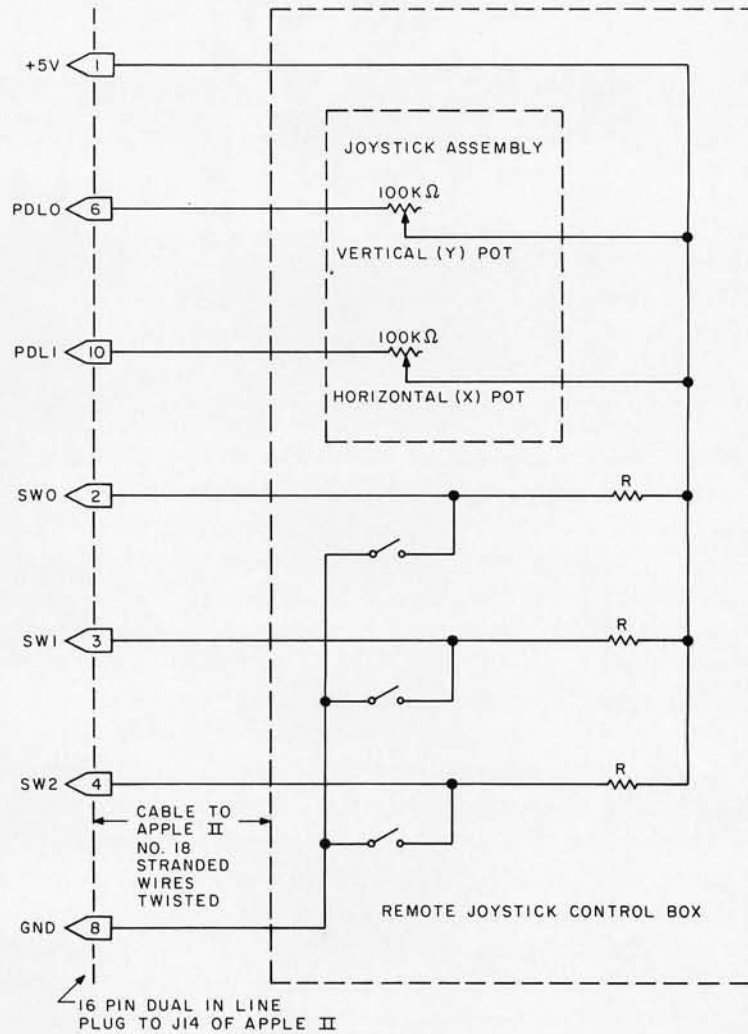 +5V 1
JOYSTICK ASSEMBLY
100KΩ
PDL0 6
VERTICAL (Y) POT
100KΩ
PDL1 10
HORIZONTAL (X) POT
SW0 2
R
SW1 3
R
SW2 4
R
CABLE TO
APPLE II
NO. 18
STRANDED
WIRES
TWISTED
REMOTE JOYSTICK CONTROL BOX
GND 8
16 PIN DUAL IN LINE
PLUG TO J14 OF APPLE II